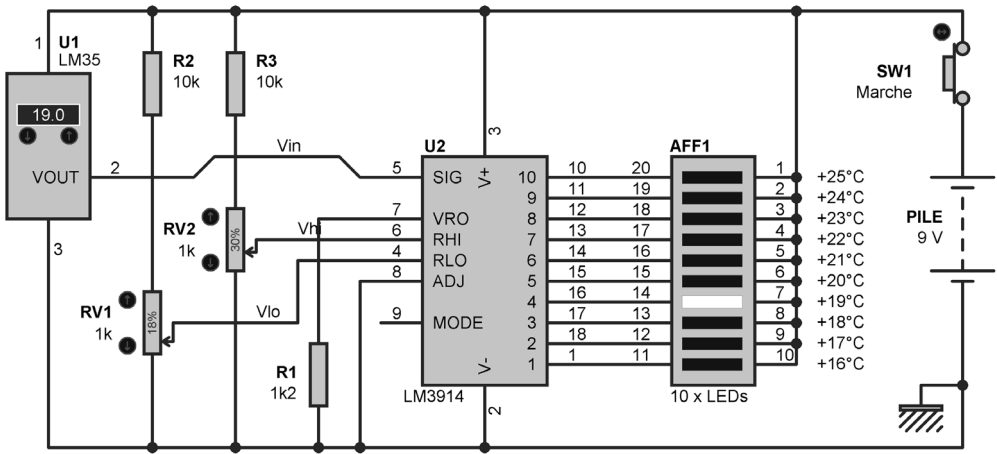 1
U1
LM35
19.0
VOUT
2
3
R2
10k
R3
10k
Vin
RV2
1k
30%
Vhi
RV1
1k
18%
Vlo
R1
1k2
U2
3
5
SIG
V+
7
VRO
6
RHI
4
RLO
8
ADJ
9
MODE
V-
LM3914
2
10 10 20 1 +25°C
9 11 19 2 +24°C
8 12 18 3 +23°C
7 13 17 4 +22°C
6 14 16 5 +21°C
5 15 15 6 +20°C
4 16 14 7 +19°C
3 17 13 8 +18°C
2 18 12 9 +17°C
1 1 11 10 +16°C
AFF1
10 x LEDs
SW1
Marche
PILE
9 V